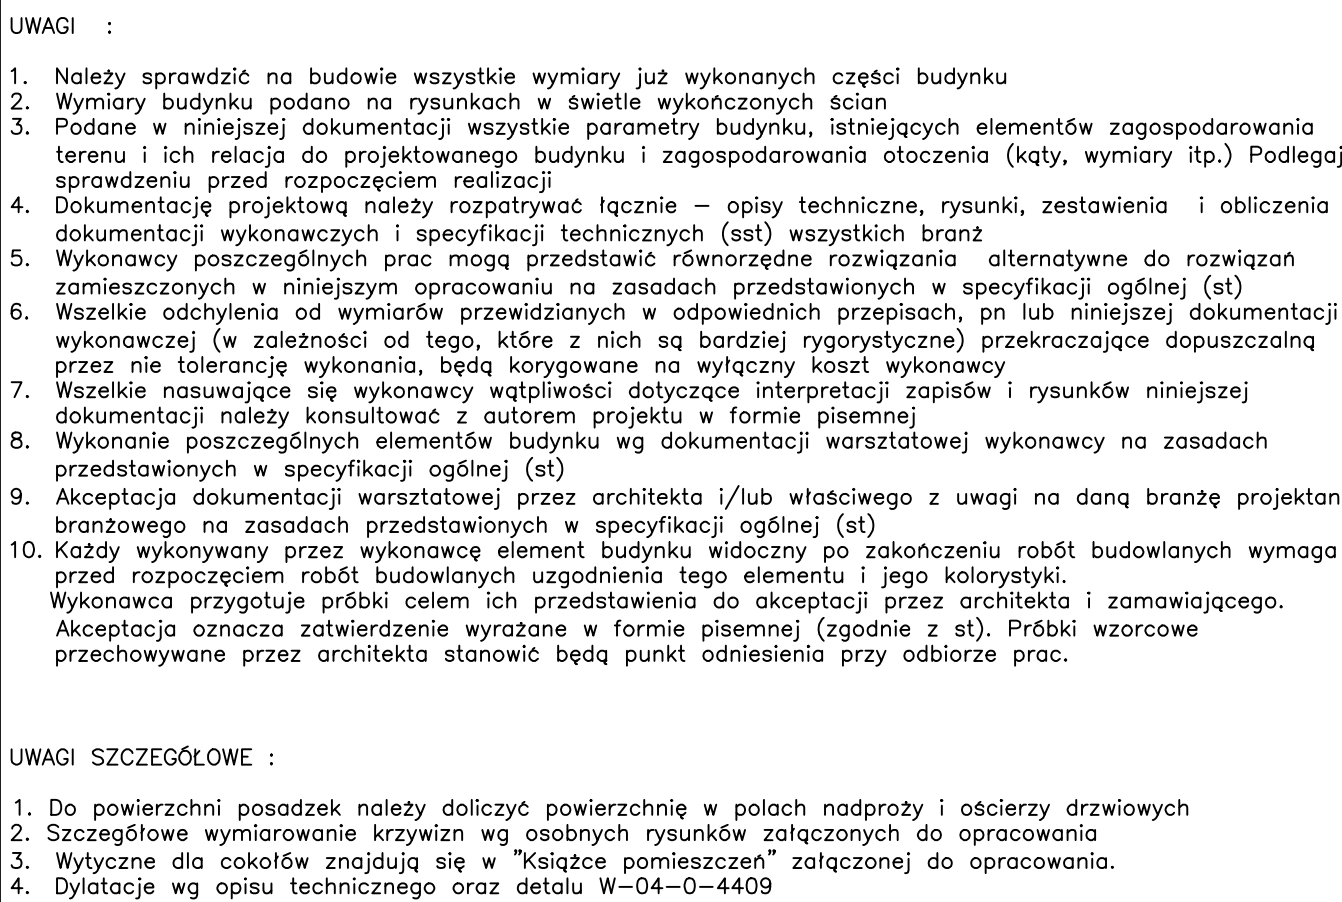 UWAGI :
1. Należy sprawdzić na budowie wszystkie wymiary już wykonanych części budynku
2. Wymiary budynku podano na rysunkach w świetle wykończonych ścian
3. Podane w niniejszej dokumentacji wszystkie parametry budynku, istniejących elementów zagospodarowania
terenu i ich relacja do projektowanego budynku i zagospodarowania otoczenia (kąty, wymiary itp.) Podlegaj
sprawdzeniu przed rozpoczęciem realizacji
4. Dokumentację projektową należy rozpatrywać łącznie – opisy techniczne, rysunki, zestawienia i obliczenia
dokumentacji wykonawczych i specyfikacji technicznych (sst) wszystkich branż
5. Wykonawcy poszczególnych prac mogą przedstawić równorzędne rozwiązania alternatywne do rozwiązań
zamieszczonych w niniejszym opracowaniu na zasadach przedstawionych w specyfikacji ogólnej (st)
6. Wszelkie odchylenia od wymiarów przewidzianych w odpowiednich przepisach, pn lub niniejszej dokumentacji
wykonawczej (w zależności od tego, które z nich są bardziej rygorystyczne) przekraczające dopuszczalną
przez nie tolerancję wykonania, będą korygowane na wyłączny koszt wykonawcy
7. Wszelkie nasuwające się wykonawcy wątpliwości dotyczące interpretacji zapisów i rysunków niniejszej
dokumentacji należy konsultować z autorem projektu w formie pisemnej
8. Wykonanie poszczególnych elementów budynku wg dokumentacji warsztatowej wykonawcy na zasadach
przedstawionych w specyfikacji ogólnej (st)
9. Akceptacja dokumentacji warsztatowej przez architekta i/lub właściwego z uwagi na daną branżę projektan
branżowego na zasadach przedstawionych w specyfikacji ogólnej (st)
10. Każdy wykonywany przez wykonawcę element budynku widoczny po zakończeniu robót budowlanych wymaga
przed rozpoczęciem robót budowlanych uzgodnienia tego elementu i jego kolorystyki.
Wykonawca przygotuje próbki celem ich przedstawienia do akceptacji przez architekta i zamawiającego.
Akceptacja oznacza zatwierdzenie wyrażane w formie pisemnej (zgodnie z st). Próbki wzorcowe
przechowywane przez architekta stanowić będą punkt odniesienia przy odbiorze prac.
UWAGI SZCZEGÓŁOWE :
1. Do powierzchni posadzek należy doliczyć powierzchnię w polach nadproży i ościerzy drzwiowych
2. Szczegółowe wymiarowanie krzywizn wg osobnych rysunków załączonych do opracowania
3. Wytyczne dla cokołów znajdują się w "Książce pomieszczeń" załączonej do opracowania.
4. Dylatacje wg opisu technicznego oraz detalu W–04–0–4409